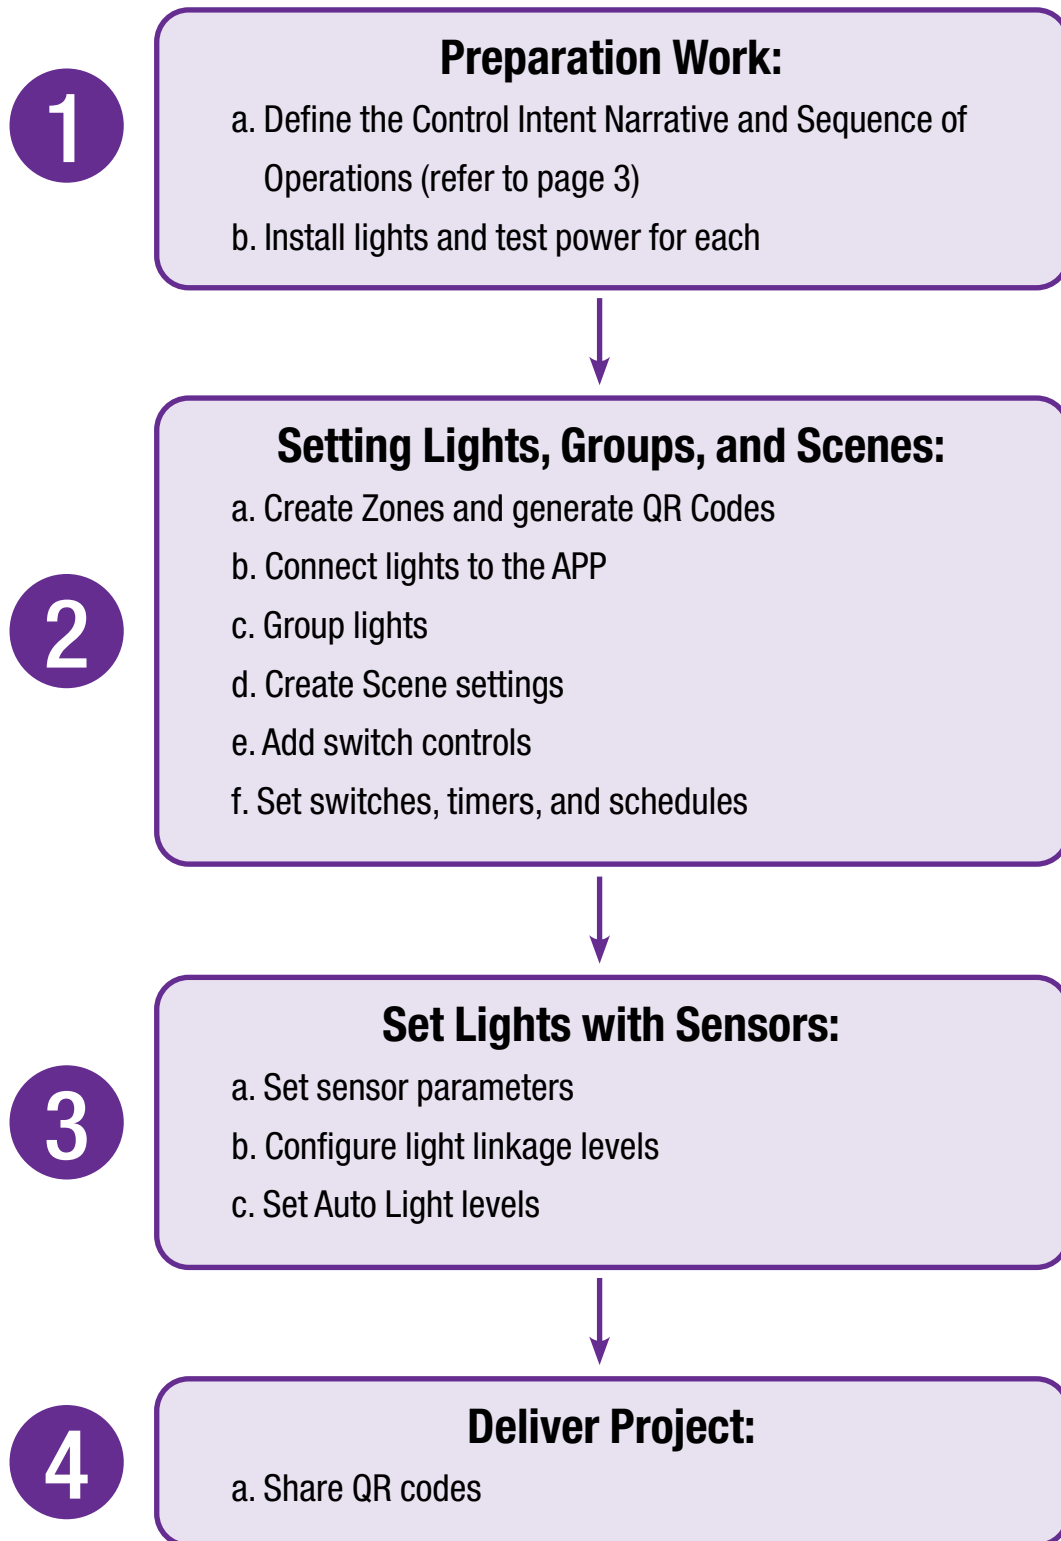 1
Preparation Work:
a. Define the Control Intent Narrative and Sequence of
Operations (refer to page 3)
b. Install lights and test power for each
2
Setting Lights, Groups, and Scenes:
a. Create Zones and generate QR Codes
b. Connect lights to the APP
c. Group lights
d. Create Scene settings
e. Add switch controls
f. Set switches, timers, and schedules
3
Set Lights with Sensors:
a. Set sensor parameters
b. Configure light linkage levels
c. Set Auto Light levels
4
Deliver Project:
a. Share QR codes